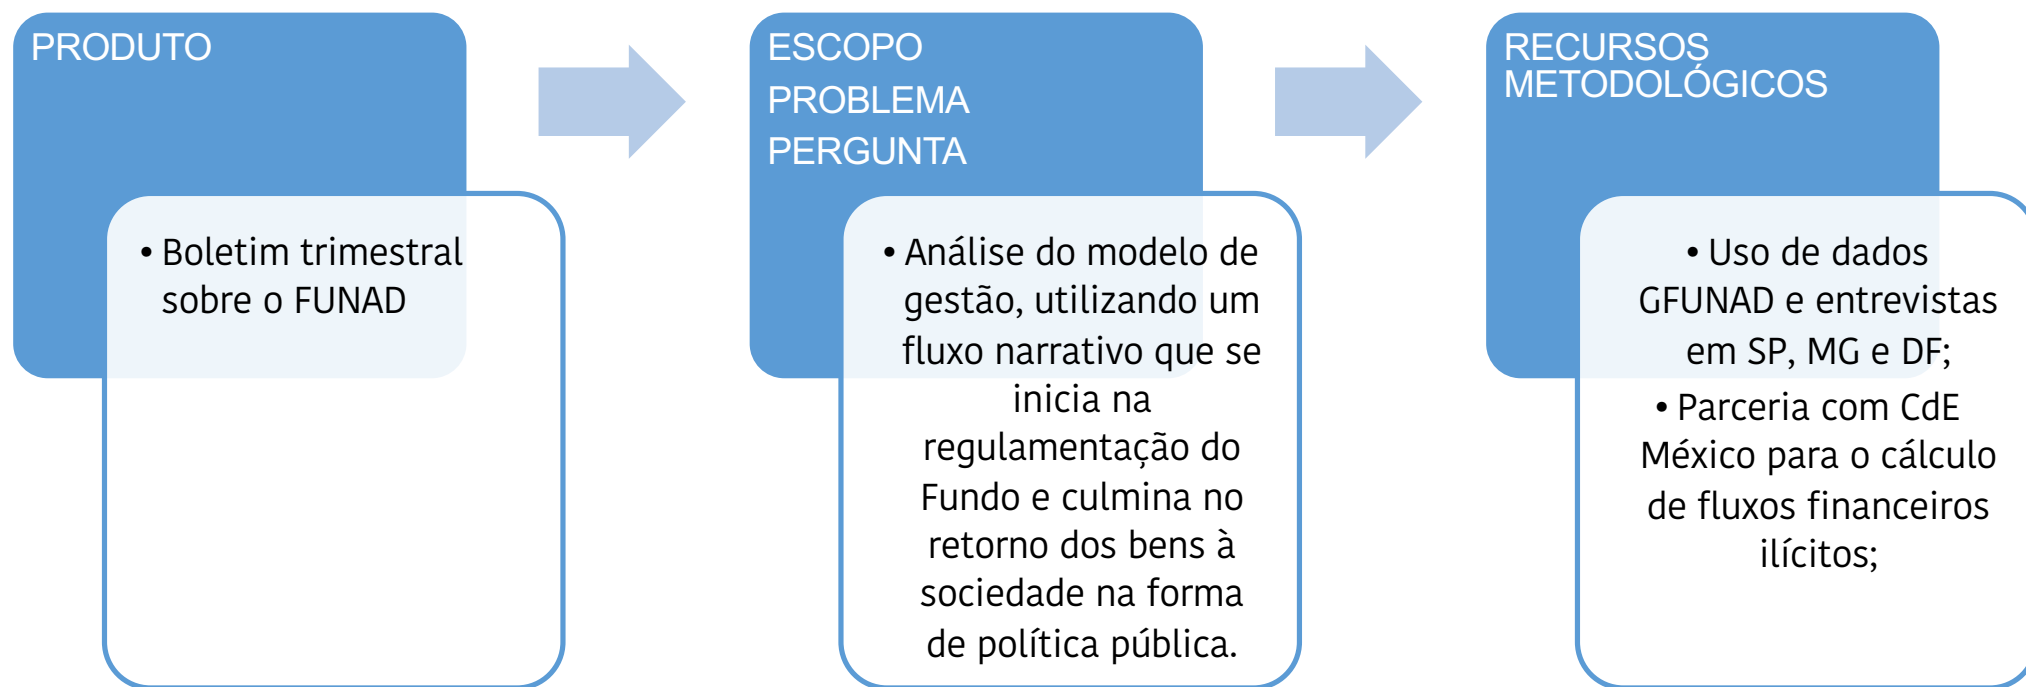 PRODUTO
• Boletim trimestral
sobre o FUNAD
ESCOPO
PROBLEMA
PERGUNTA
• Análise do modelo de
gestão, utilizando um
fluxo narrativo que se
inicia na
regulamentação do
Fundo e culmina no
retorno dos bens à
sociedade na forma
de política pública.
RECURSOS
METODOLÓGICOS
• Uso de dados
GFUNAD e entrevistas
em SP, MG e DF;
• Parceria com CdE
México para o cálculo
de fluxos financeiros
ilícitos;